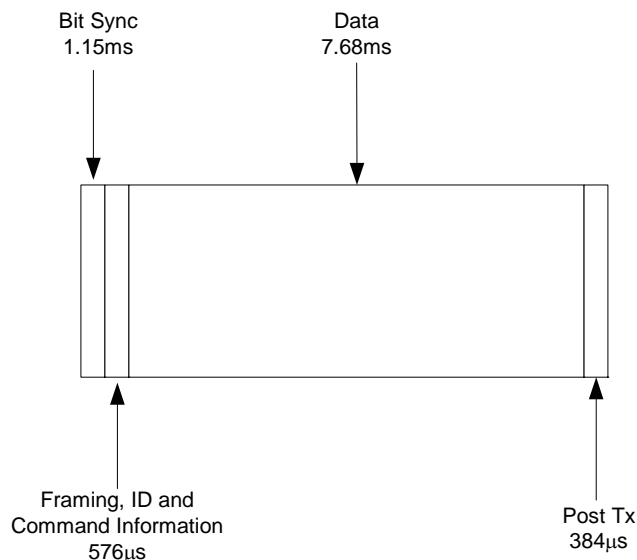 Bit Sync
1.15ms
Data
7.68ms
Framing, ID and
Command Information
576µs
Post Tx
384µs